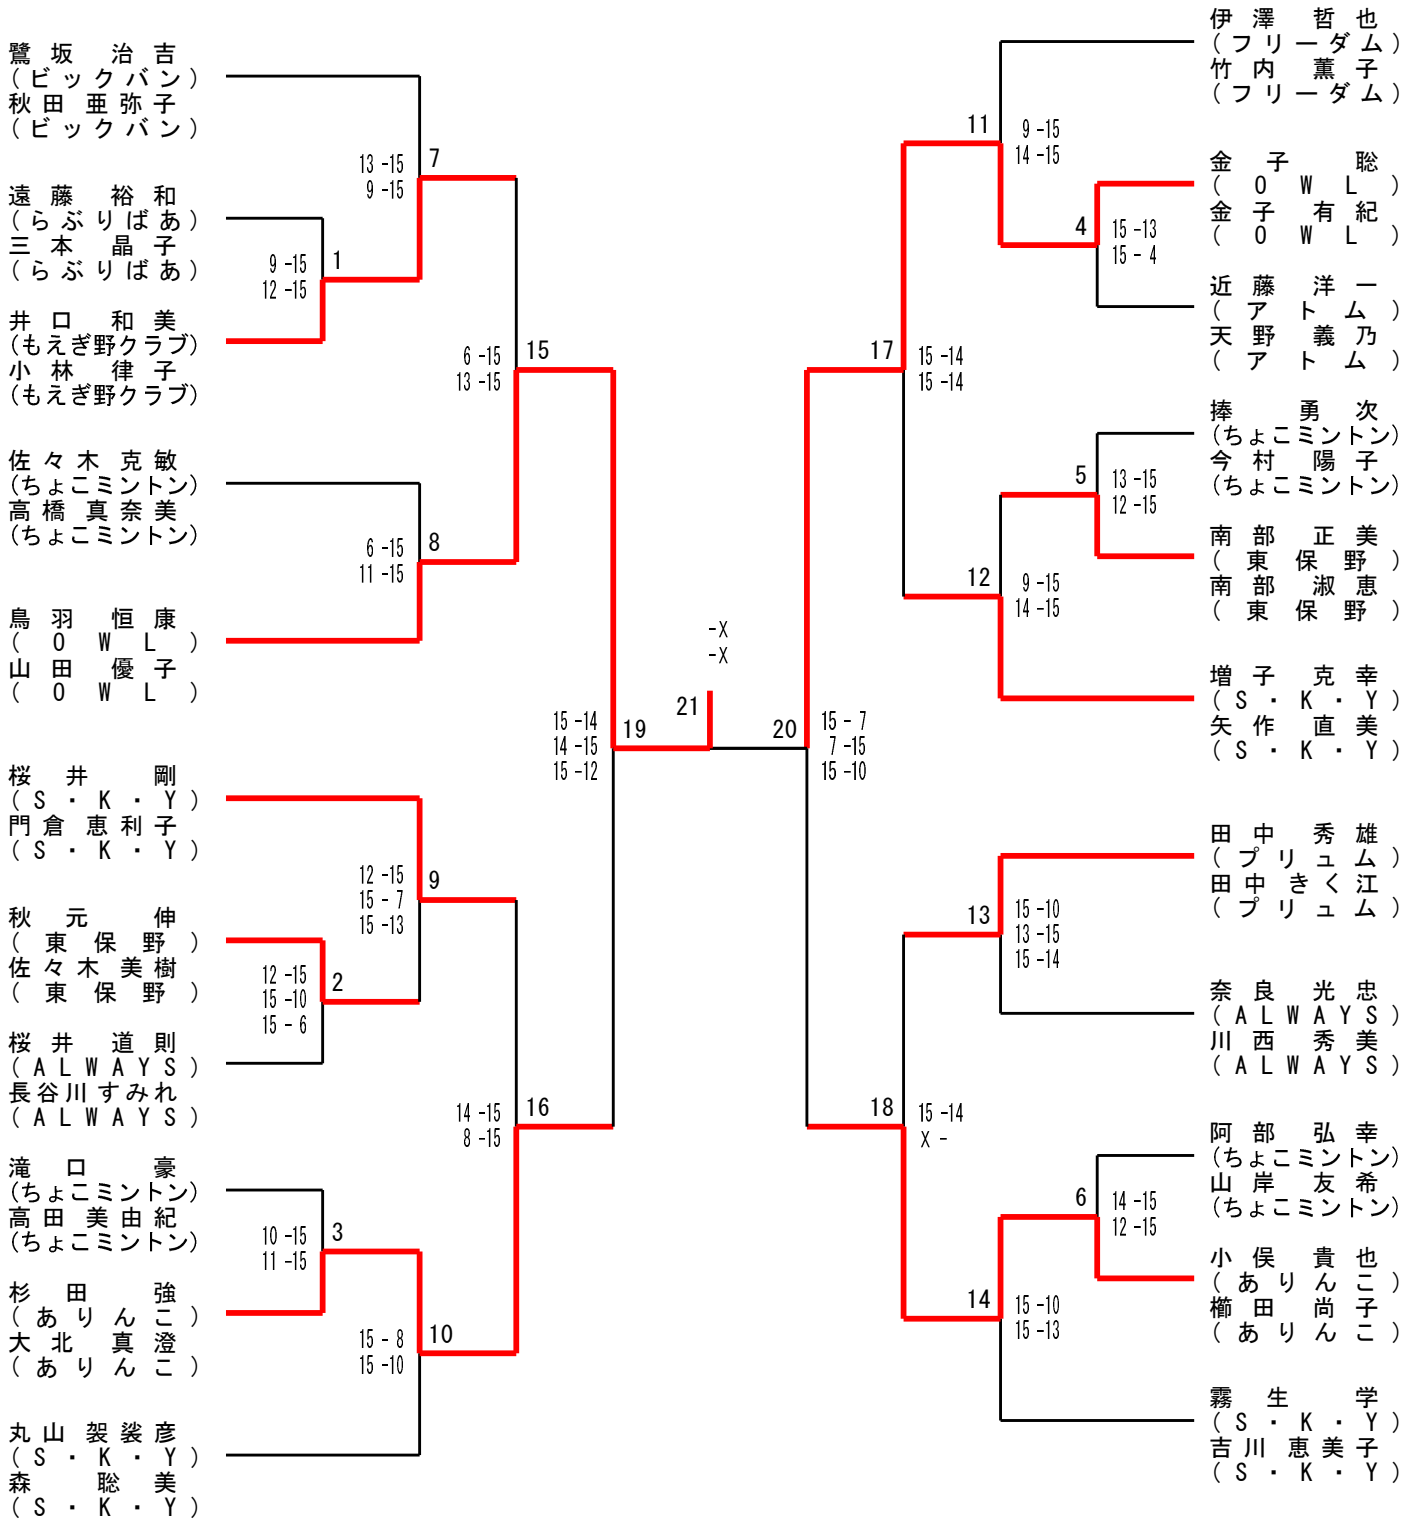 鷺坂 治吉
(ビックバン)
秋田 亜弥子
(ビックバン)
遠藤 裕和
(らぶりばあ)
三本 晶子
(らぶりばあ)
井口 和美
(もえぎ野クラブ)
小林 律子
(もえぎ野クラブ)
佐々木 克敏
(ちょこミントン)
高橋 真奈美
(ちょこミントン)
鳥羽 恒康
(OWL)
山田 優子
(OWL)
桜井 剛
(S・K・Y)
門倉 恵利子
(S・K・Y)
秋元 伸
(東保野)
佐々木 美樹
(東保野)
桜井 道則
(ALWAYS)
長谷川 すみれ
(ALWAYS)
滝口 豪
(ちょこミントン)
高田 美由紀
(ちょこミントン)
杉田 強
(ありんこ)
大北 真澄
(ありんこ)
丸山 袈裟彦
(S・K・Y)
森 聡美
(S・K・Y)
1
9 -15
12 -15
2
12 -15
15 -10
15 - 6
3
10 -15
11 -15
7
13 -15
9 -15
8
6 -15
11 -15
9
12 -15
15 - 7
15 -13
10
15 - 8
15 -10
15
6 -15
13 -15
16
14 -15
8 -15
19
15 -14
14 -15
15 -12
21
-X
-X
20
15 - 7
7 -15
15 -10
17
15 -14
15 -14
18
15 -14
X -
11
9 -15
14 -15
12
9 -15
14 -15
13
15 -10
13 -15
15 -14
14
15 -10
15 -13
4
15 -13
15 - 4
5
13 -15
12 -15
6
14 -15
12 -15
伊澤 哲也
(フリーダム)
竹内 薫子
(フリーダム)
金子 聡
(OWL)
金子 有紀
(OWL)
近藤 洋一
(アトム)
天野 義乃
(アトム)
捧 勇次
(ちょこミントン)
今村 陽子
(ちょこミントン)
南部 正美
(東保野)
南部 淑恵
(東保野)
増子 克幸
(S・K・Y)
矢作 直美
(S・K・Y)
田中 秀雄
(プリュム)
田中 きく江
(プリュム)
奈良 光忠
(ALWAYS)
川西 秀美
(ALWAYS)
阿部 弘幸
(ちょこミントン)
山岸 友希
(ちょこミントン)
小俣 貴也
(ありんこ)
櫛田 尚子
(ありんこ)
霧生 学
(S・K・Y)
吉川 恵美子
(S・K・Y)